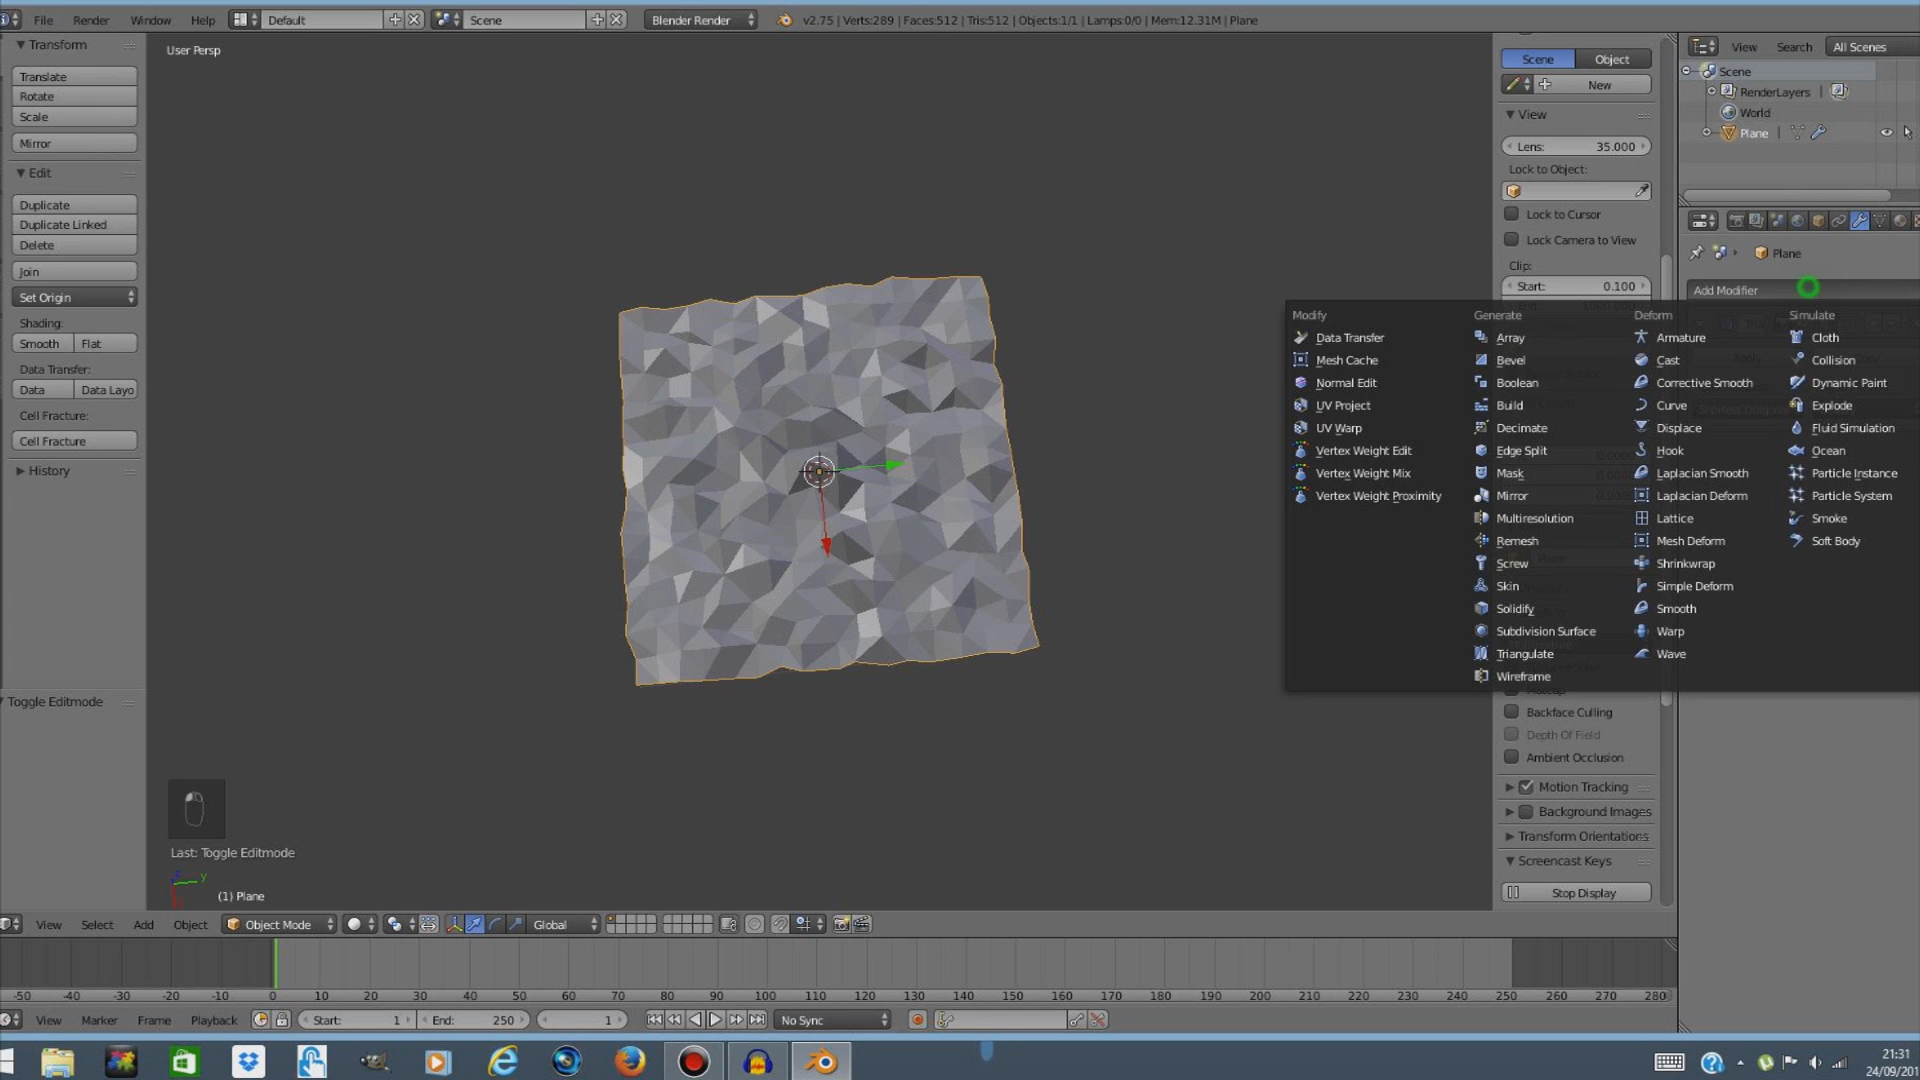 File Render Window Help Default Scene Blender Render v2.75 | Verts:289 | Faces:512 | Tris:512 | Objects:1/1 | Lamps:0/0 | Mem:12.31M | Plane
Transform
Translate
Rotate
Scale
Mirror
Edit
Duplicate
Duplicate Linked
Delete
Join
Set Origin
Shading:
Smooth Flat
Data Transfer:
Data Data Layo
Cell Fracture:
Cell Fracture
History
Toggle Editmode
User Persp
Last: Toggle Editmode
y
(1) Plane
Scene Object
New
View
Lens: 35.000
Lock to Object:
Lock to Cursor
Lock Camera to View
Clip:
Start: 0.100
View Search All Scenes
Scene
RenderLayers |
World
Plane |
Plane
Add Modifier
Modify
Data Transfer
Mesh Cache
Normal Edit
UV Project
UV Warp
Vertex Weight Edit
Vertex Weight Mix
Vertex Weight Proximity
Generate
Array
Bevel
Boolean
Build
Decimate
Edge Split
Mask
Mirror
Multiresolution
Remesh
Screw
Skin
Solidify
Subdivision Surface
Triangulate
Wireframe
Deform
Armature
Cast
Corrective Smooth
Curve
Displace
Hook
Laplacian Smooth
Laplacian Deform
Lattice
Mesh Deform
Shrinkwrap
Simple Deform
Smooth
Warp
Wave
Simulate
Cloth
Collision
Dynamic Paint
Explode
Fluid Simulation
Ocean
Particle Instance
Particle System
Smoke
Soft Body
Backface Culling
Depth Of Field
Ambient Occlusion
Motion Tracking
Background Images
Transform Orientations
Screencast Keys
Stop Display
View Select Add Object Object Mode Global
-50 -40 -30 -20 -10 0 10 20 30 40 50 60 70 80 90 100 110 120 130 140 150 160 170 180 190 200 210 220 230 240 250 260 270 280
View Marker Frame Playback Start: 1 End: 250 1 No Sync
21:31
24/09/201